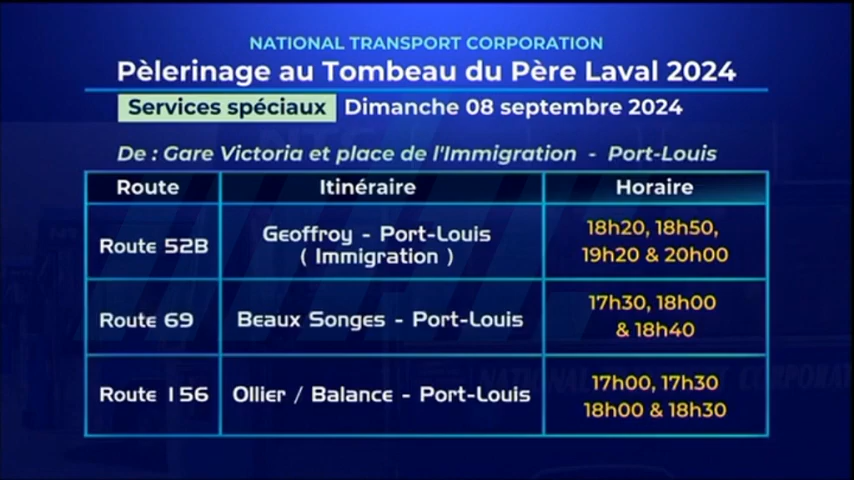 NATIONAL TRANSPORT CORPORATION
Pèlerinage au Tombeau du Père Laval 2024
Services spéciaux Dimanche 08 septembre 2024
De : Gare Victoria et place de l'Immigration - Port-Louis
Route Itinéraire Horaire
Route 52B
Geoffroy - Port-Louis
( Immigration )
18h20, 18h50,
19h20 & 20h00
Route 69
Beaux Songes - Port-Louis
17h30, 18h00
& 18h40
Route 156
Ollier / Balance - Port-Louis
17h00, 17h30
18h00 & 18h30